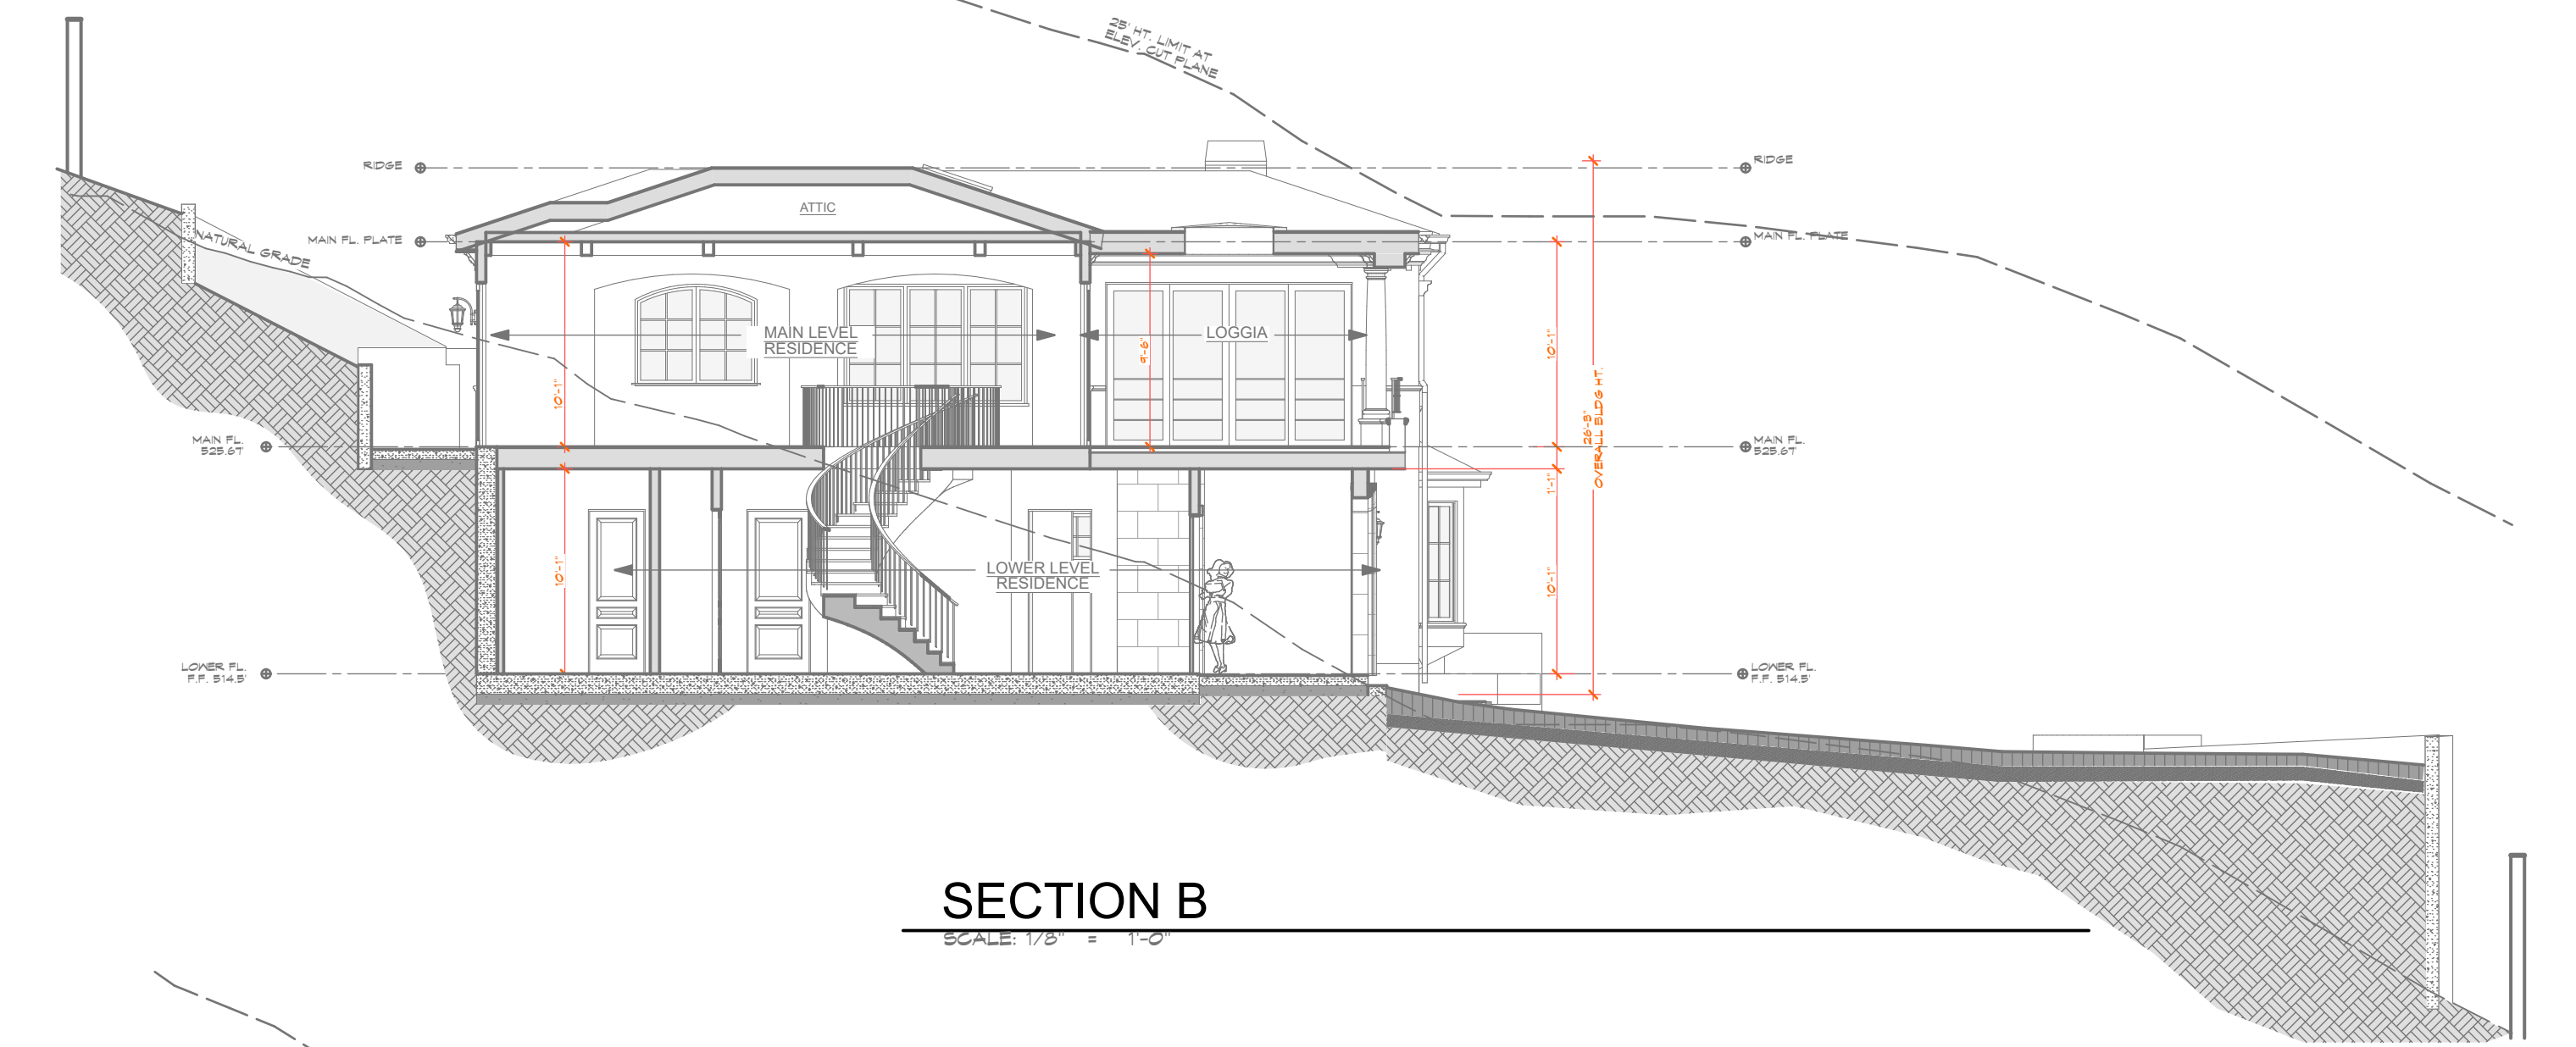 25' HT. LIMIT AT
ELEV. CUT PLANE
RIDGE
RIDGE
ATTIC
MAIN FL. PLATE
MAIN FL. PLATE
NATURAL GRADE
MAIN LEVEL
RESIDENCE
LOGGIA
10'-1"
9'-6"
10'-1"
26'-3"
OVERALL BLDG HT.
MAIN FL.
525.67'
MAIN FL.
525.67'
1'-1"
10'-1"
LOWER LEVEL
RESIDENCE
10'-1"
LOWER FL.
F.F. 514.5'
LOWER FL.
F.F. 514.5'
SECTION B
SCALE: 1/8" = 1'-0"